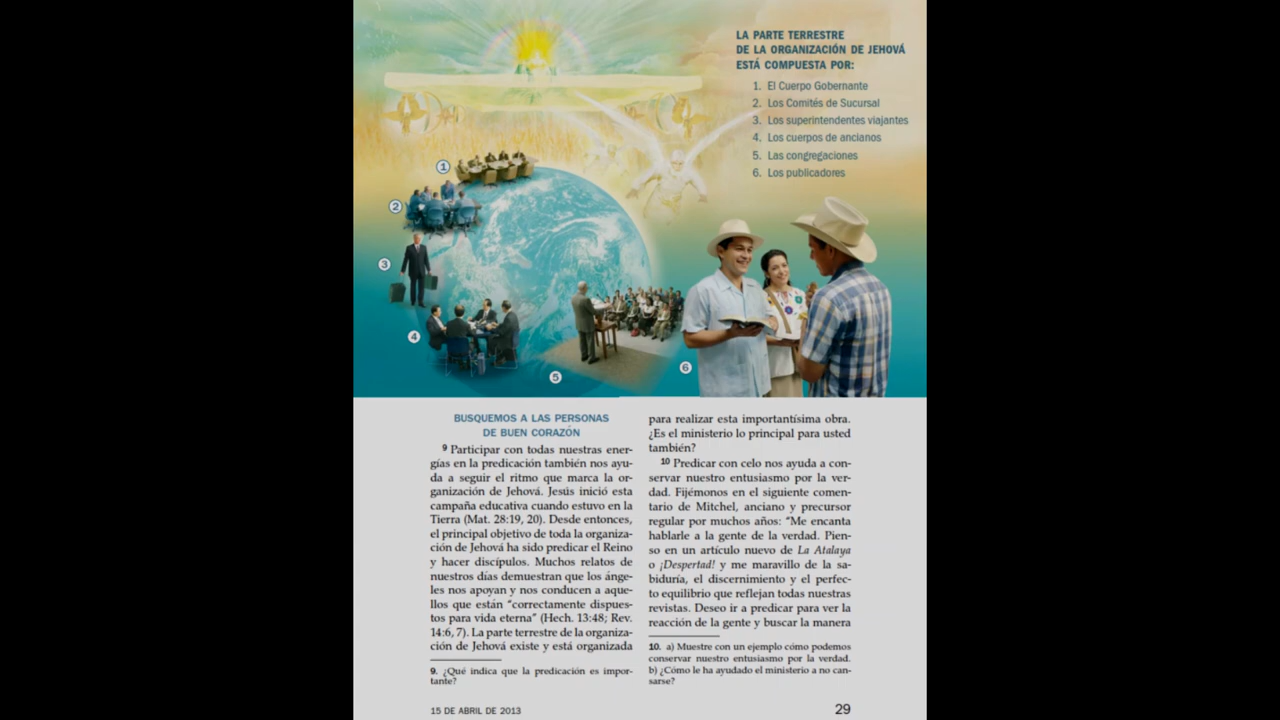 LA PARTE TERRESTRE
DE LA ORGANIZACIÓN DE JEHOVÁ
ESTÁ COMPUESTA POR:
1. El Cuerpo Gobernante
2. Los Comités de Sucursal
3. Los superintendentes viajantes
4. Los cuerpos de ancianos
5. Las congregaciones
6. Los publicadores
1
2
3
4
5
6
BUSQUEMOS A LAS PERSONAS
DE BUEN CORAZÓN
9 Participar con todas nuestras ener-
gías en la predicación también nos ayu-
da a seguir el ritmo que marca la or-
ganización de Jehová. Jesús inició esta
campaña educativa cuando estuvo en la
Tierra (Mat. 28:19, 20). Desde entonces,
el principal objetivo de toda la organiza-
ción de Jehová ha sido predicar el Reino
y hacer discípulos. Muchos relatos de
nuestros días demuestran que los ánge-
les nos apoyan y nos conducen a aque-
llos que están “correctamente dispues-
tos para vida eterna” (Hech. 13:48; Rev.
14:6, 7). La parte terrestre de la organiza-
ción de Jehová existe y está organizada
9. ¿Qué indica que la predicación es impor-
tante?
para realizar esta importantísima obra.
¿Es el ministerio lo principal para usted
también?
10 Predicar con celo nos ayuda a con-
servar nuestro entusiasmo por la ver-
dad. Fijémonos en el siguiente comen-
tario de Mitchel, anciano y precursor
regular por muchos años: “Me encanta
hablarle a la gente de la verdad. Pien-
so en un artículo nuevo de La Atalaya
o ¡Despertad! y me maravillo de la sa-
biduría, el discernimiento y el perfec-
to equilibrio que reflejan todas nuestras
revistas. Deseo ir a predicar para ver la
reacción de la gente y buscar la manera
10. a) Muestre con un ejemplo cómo podemos
conservar nuestro entusiasmo por la verdad.
b) ¿Cómo le ha ayudado el ministerio a no can-
sarse?
15 DE ABRIL DE 2013
29